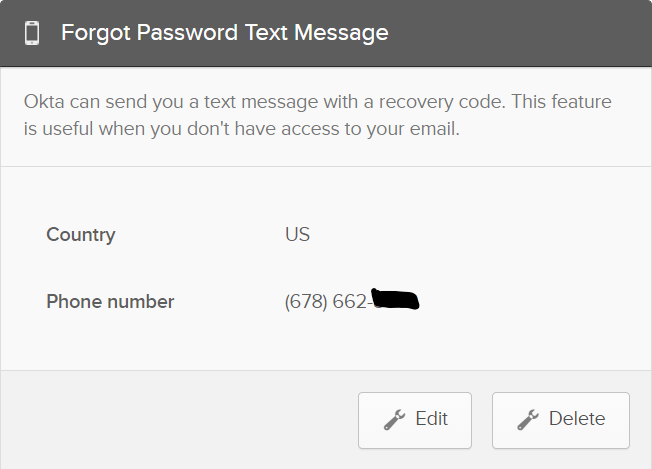 Forgot Password Text Message
Okta can send you a text message with a recovery code. This feature
is useful when you don't have access to your email.
Country US
Phone number (678) 662-
Edit Delete